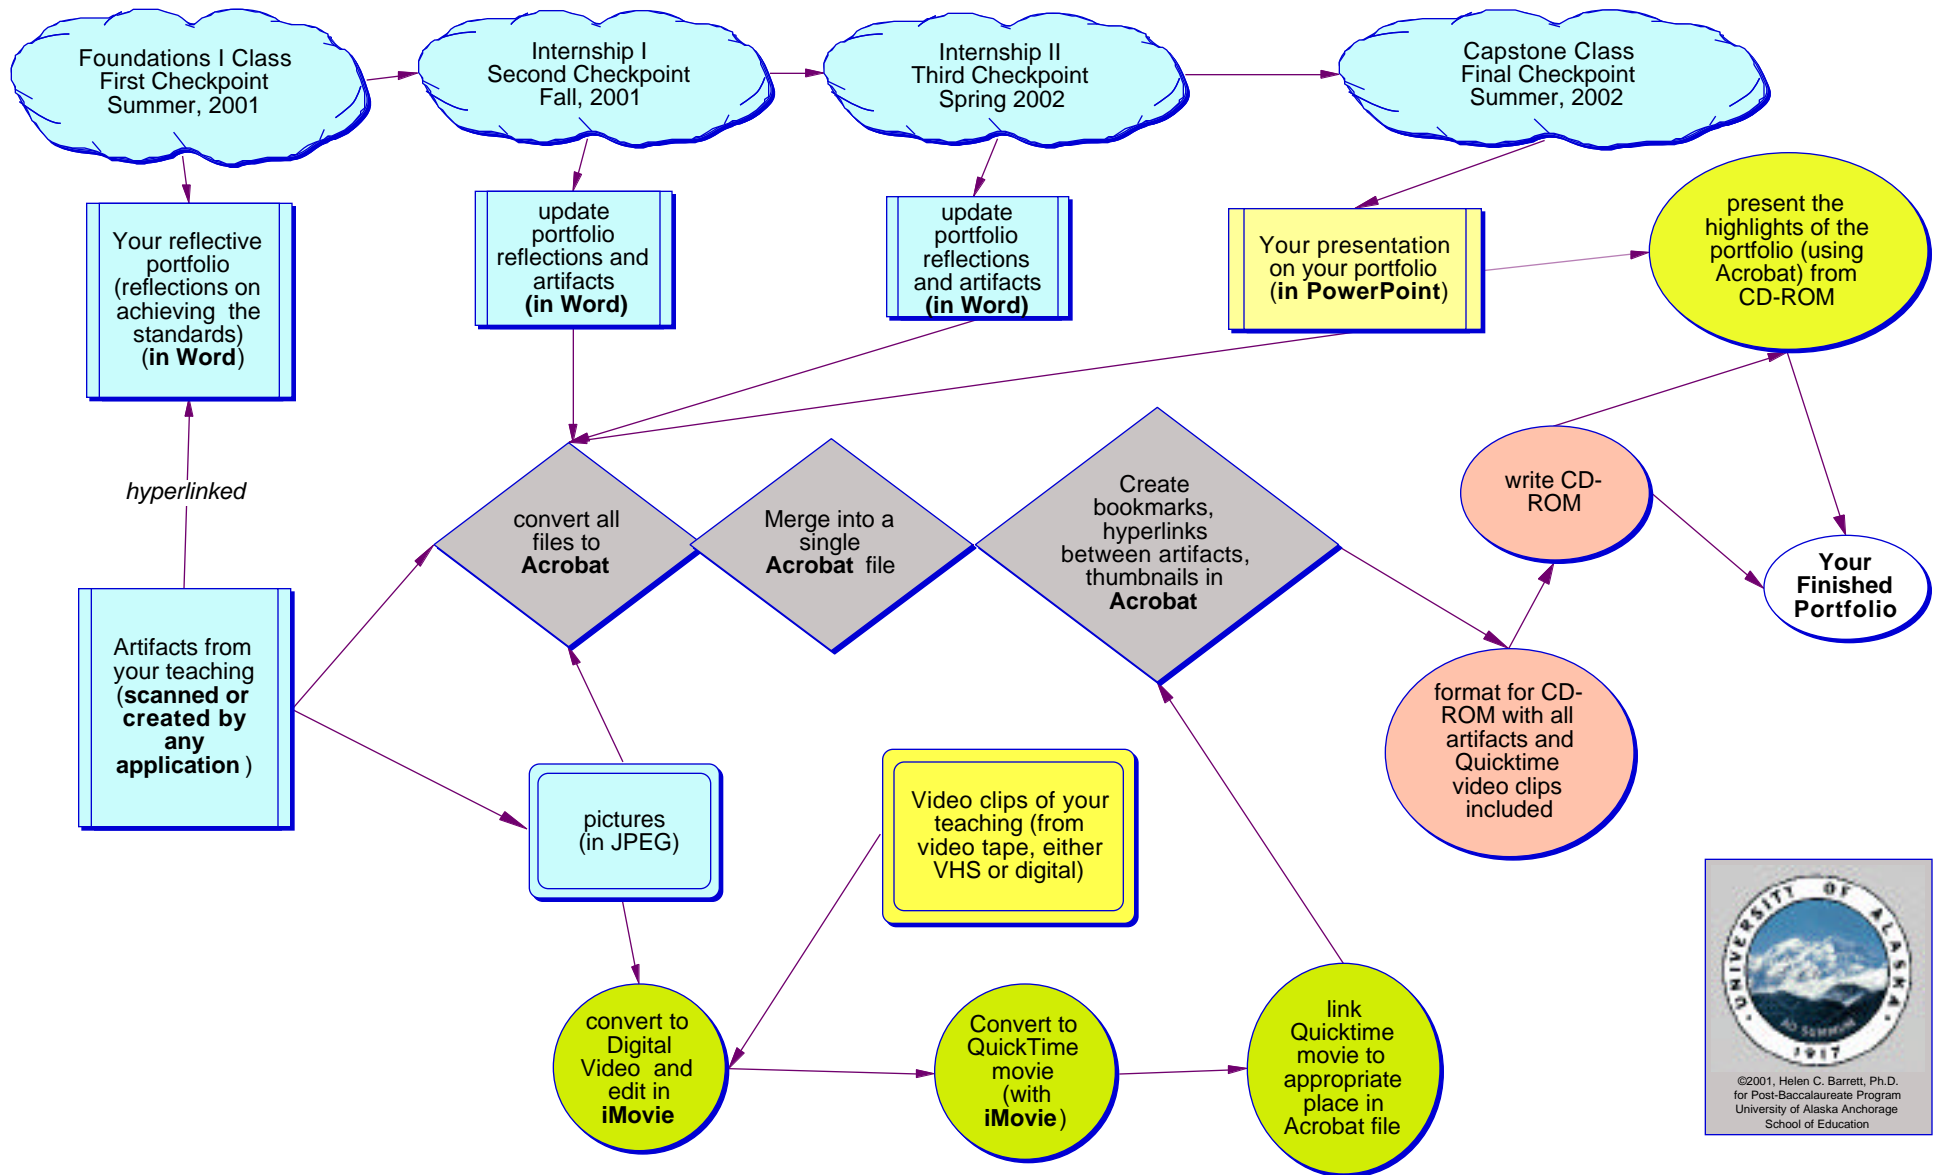 Foundations I Class
First Checkpoint
Summer, 2001
Internship I
Second Checkpoint
Fall, 2001
Internship II
Third Checkpoint
Spring 2002
Capstone Class
Final Checkpoint
Summer, 2002
Your reflective
portfolio
(reflections on
achieving the
standards)
(in Word)
update
portfolio
reflections and
artifacts
(in Word)
update
portfolio
reflections
and artifacts
(in Word)
Your presentation
on your portfolio
(in PowerPoint)
present the
highlights of the
portfolio (using
Acrobat) from
CD-ROM
hyperlinked
convert all
files to
Acrobat
Merge into a
single
Acrobat file
Create
bookmarks,
hyperlinks
between artifacts,
thumbnails in
Acrobat
write CD-
ROM
Your
Finished
Portfolio
Artifacts from
your teaching
(scanned or
created by
any
application)
pictures
(in JPEG)
Video clips of your
teaching (from
video tape, either
VHS or digital)
format for CD-
ROM with all
artifacts and
Quicktime
video clips
included
convert to
Digital
Video and
edit in
iMovie
Convert to
QuickTime
movie
(with
iMovie)
link
Quicktime
movie to
appropriate
place in
Acrobat file
UNIVERSITY OF ALASKA
AD SUMMUM
1917
©2001, Helen C. Barrett, Ph.D.
for Post-Baccalaureate Program
University of Alaska Anchorage
School of Education